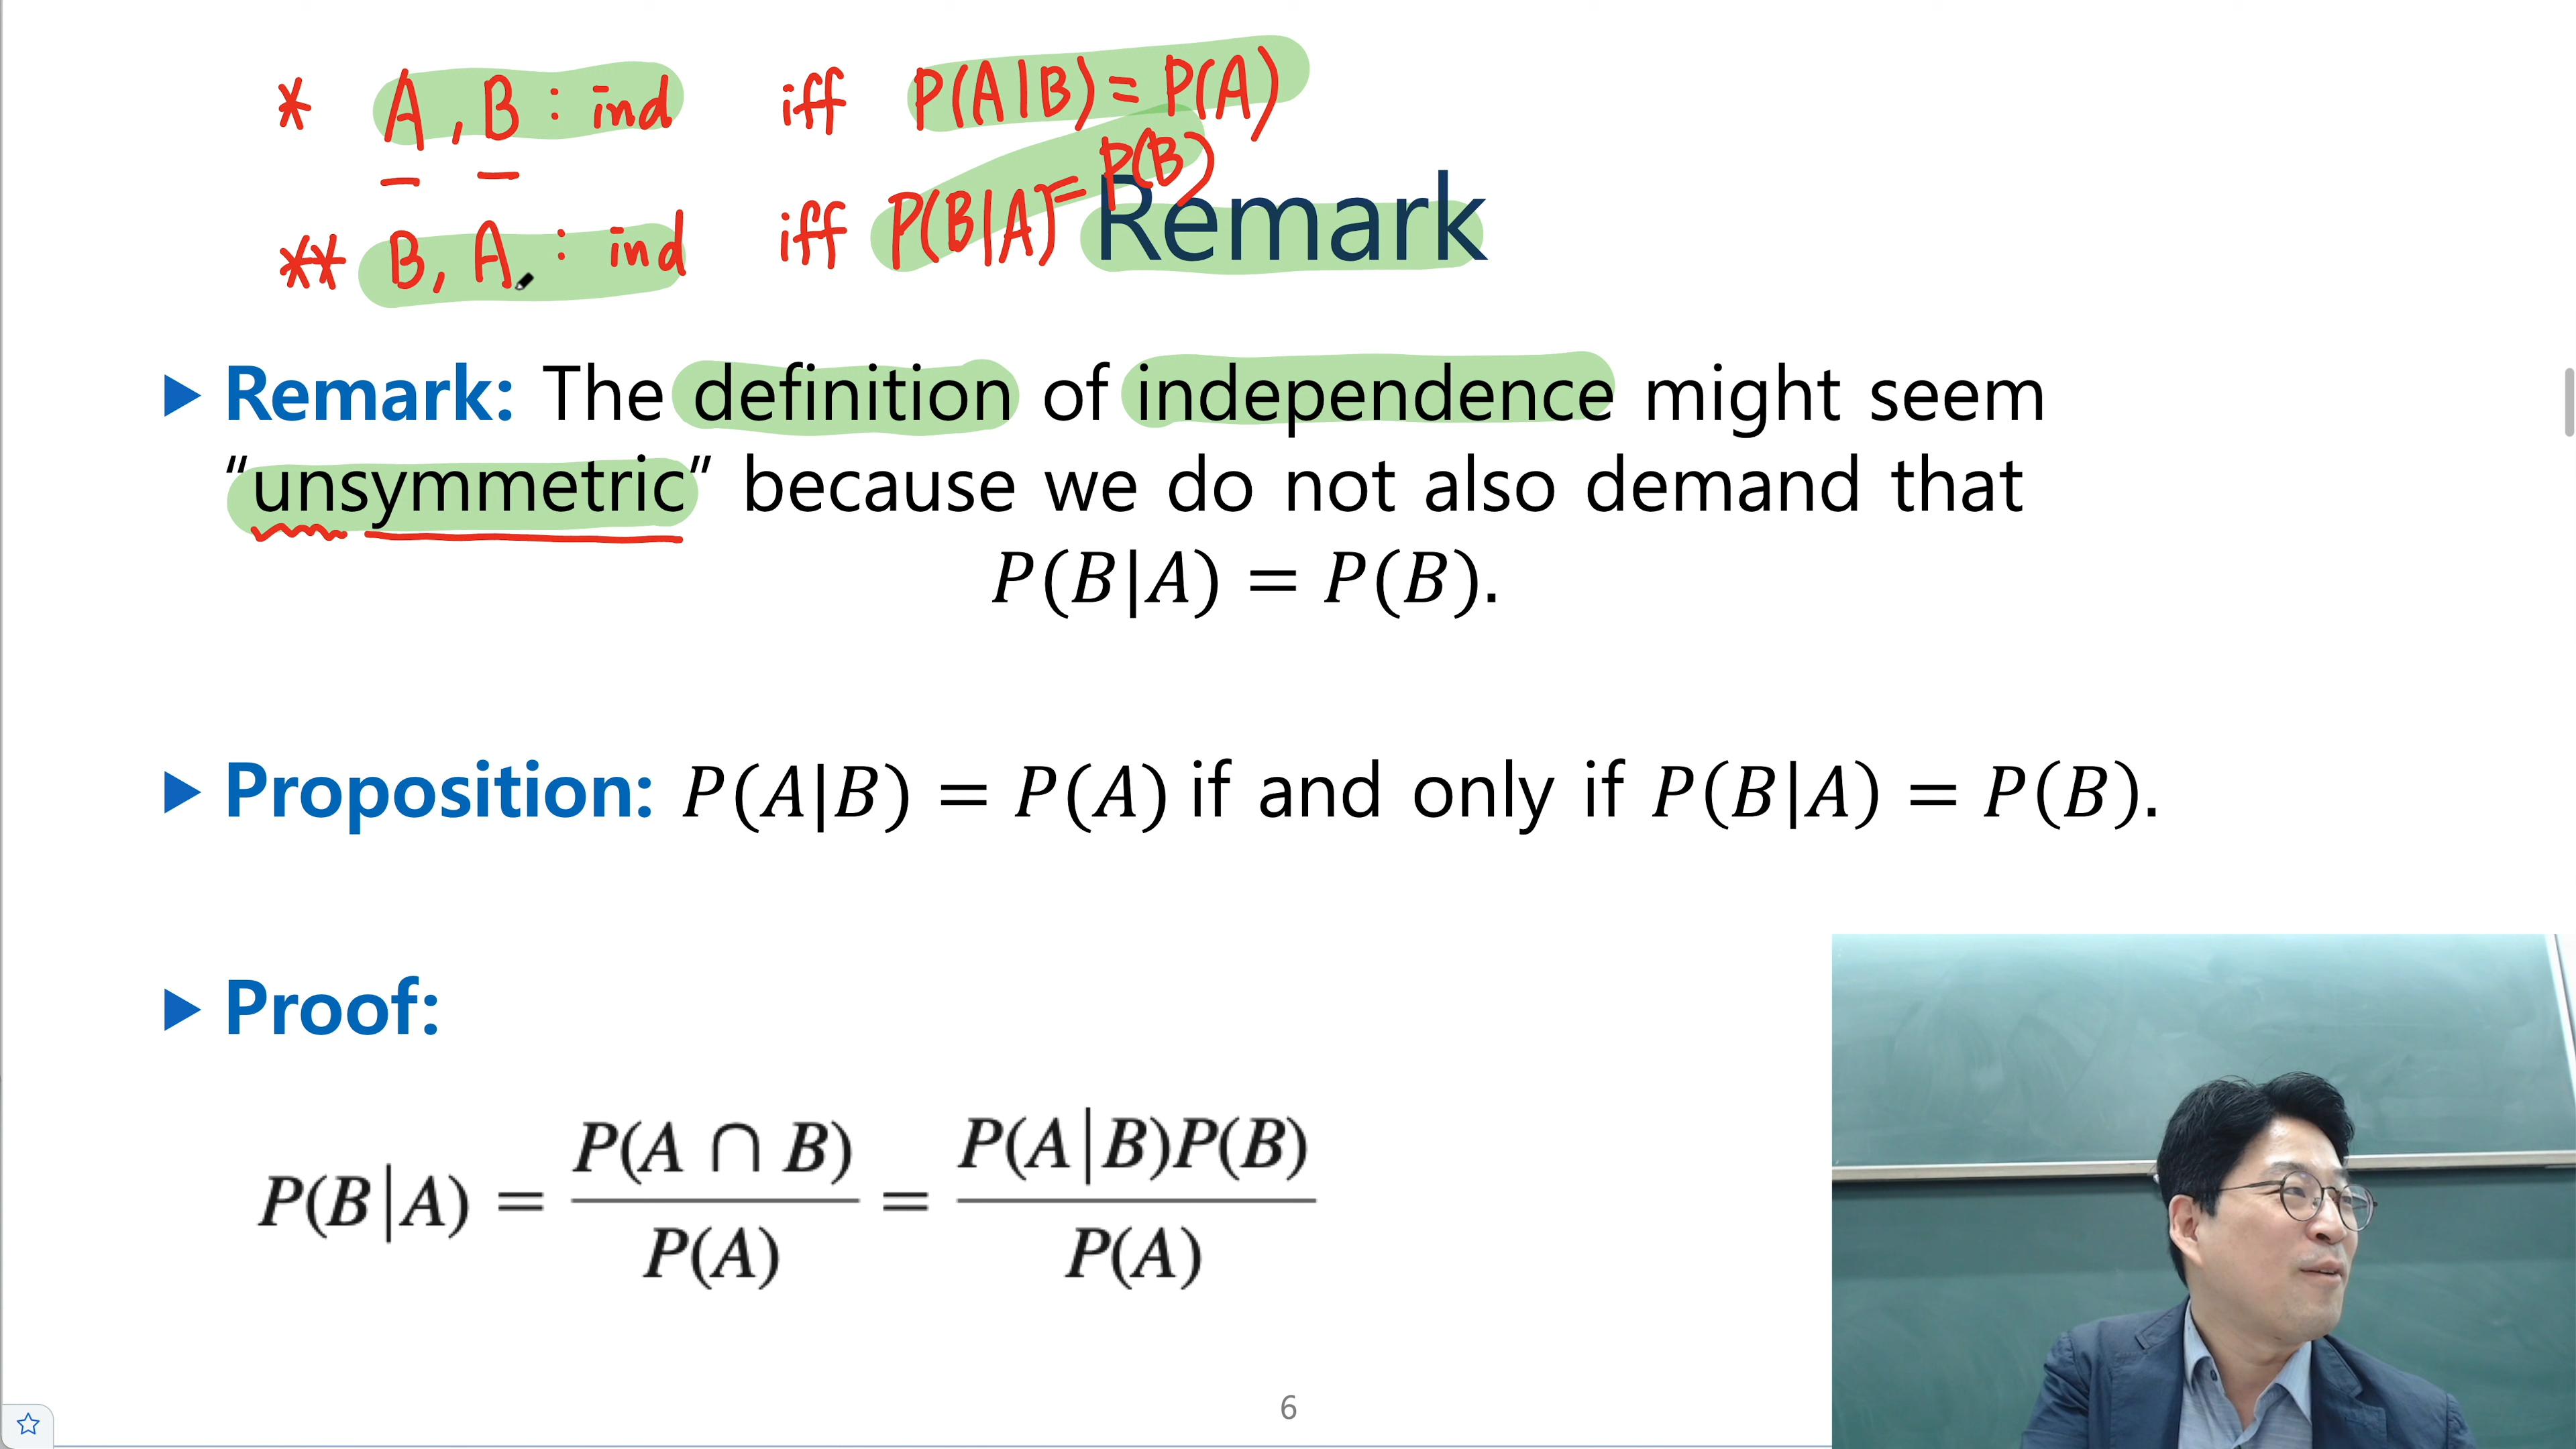 * A, B : ind iff P(A|B) = P(A)
** B, A : ind iff P(B|A) = P(B)
Remark
▶ Remark: The definition of independence might seem
“unsymmetric” because we do not also demand that
P(B|A) = P(B).
▶ Proposition: P(A|B) = P(A) if and only if P(B|A) = P(B).
▶ Proof:
P(B|A) = P(A ∩ B) / P(A) = P(A|B)P(B) / P(A)
6